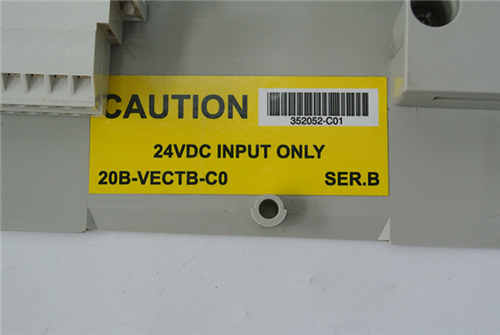 CAUTION
352052-C01
24VDC INPUT ONLY
20B-VECTB-C0 SER.B